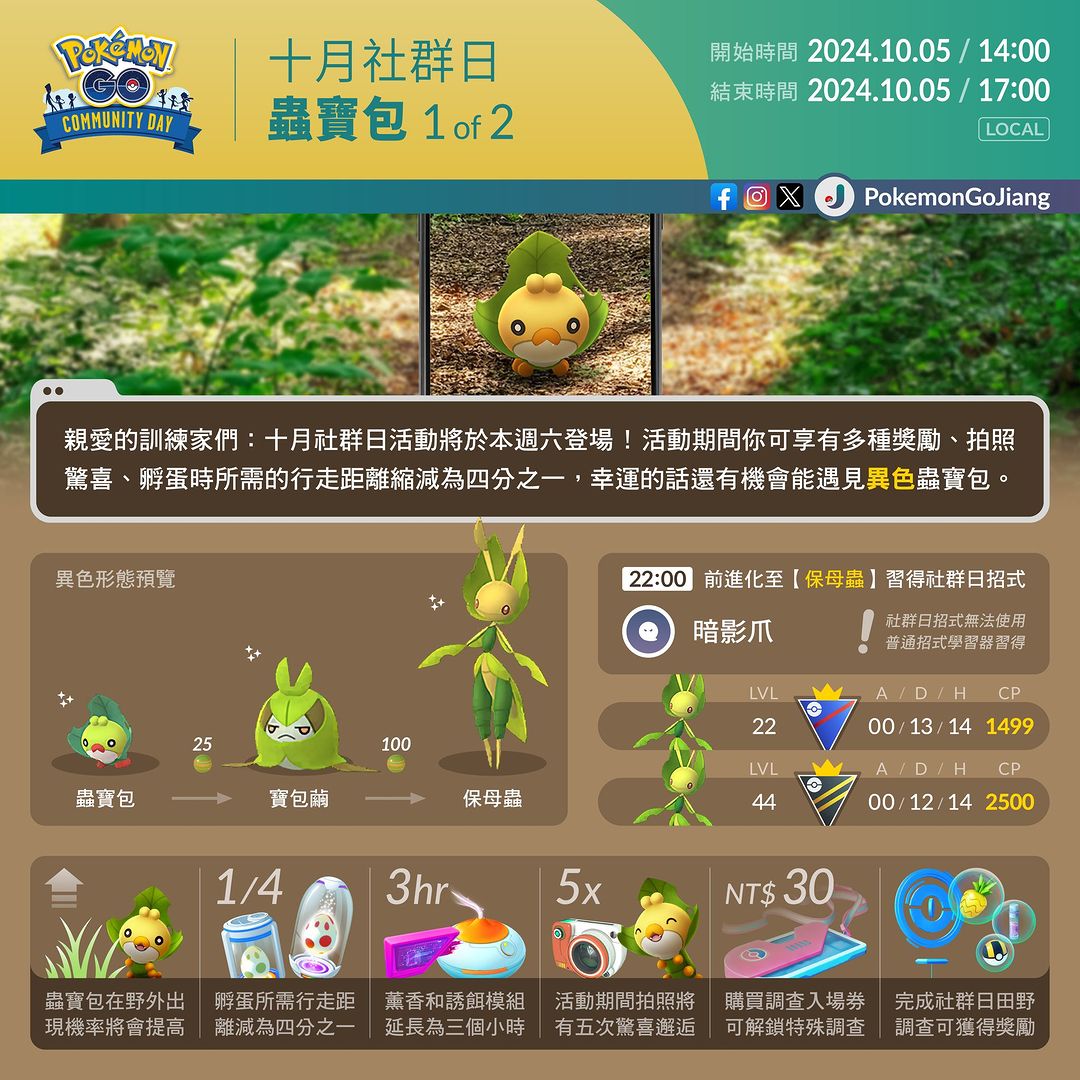 POKÉMON
GO
COMMUNITY DAY
十月社群日
蟲寶包 1 of 2
開始時間 2024.10.05 / 14:00
結束時間 2024.10.05 / 17:00
LOCAL
PokemonGoJiang
親愛的訓練家們：十月社群日活動將於本週六登場！活動期間你可享有多種獎勵、拍照
驚喜、孵蛋時所需的行走距離縮減為四分之一，幸運的話還有機會能遇見異色蟲寶包。
異色形態預覽
25
100
蟲寶包
寶包繭
保母蟲
22:00 前進化至【保母蟲】習得社群日招式
暗影爪
社群日招式無法使用
普通招式學習器習得
LVL A / D / H CP
22 00 / 13 / 14 1499
LVL A / D / H CP
44 00 / 12 / 14 2500
蟲寶包在野外出
現機率將會提高
1/4
孵蛋所需行走距
離減為四分之一
3hr
薰香和誘餌模組
延長為三個小時
5x
活動期間拍照將
有五次驚喜邂逅
NT$ 30
購買調查入場券
可解鎖特殊調查
完成社群日田野
調查可獲得獎勵